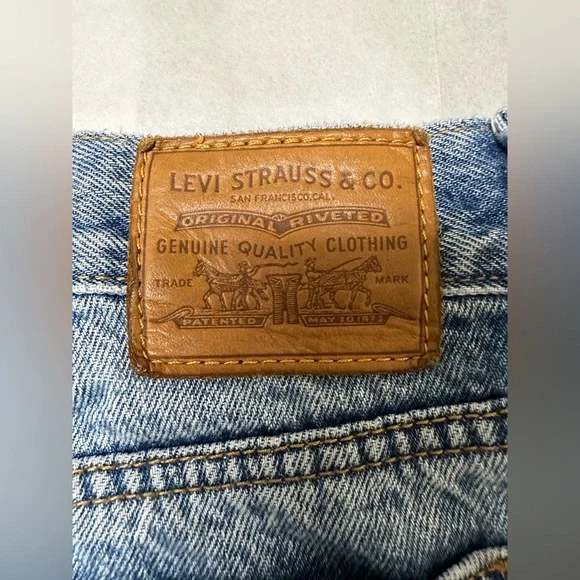 LEVI STRAUSS & CO.
SAN FRANCISCO, CAL.
ORIGINAL RIVETED
GENUINE QUALITY CLOTHING
TRADE MARK
PATENTED MAY 20 1873